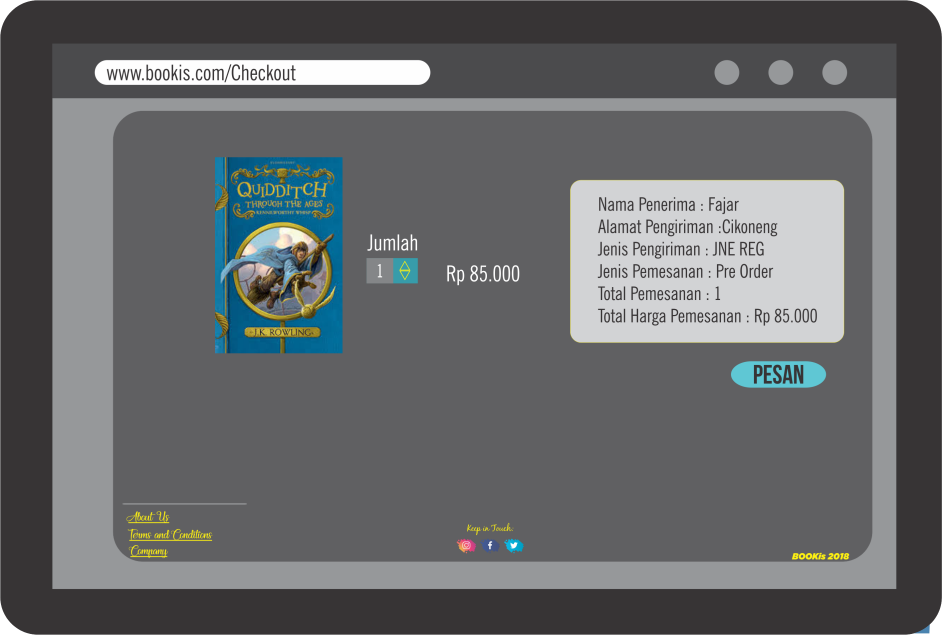 www.bookis.com/Checkout
QUIDDITCH
THROUGH THE AGES
KENNILWORTHY WHISP
J.K. ROWLING
Jumlah
1
Rp 85.000
Nama Penerima : Fajar
Alamat Pengiriman :Cikoneng
Jenis Pengiriman : JNE REG
Jenis Pemesanan : Pre Order
Total Pemesanan : 1
Total Harga Pemesanan : Rp 85.000
PESAN
About Us
Terms and Conditions
Company
Keep in Touch:
BOOKis 2018